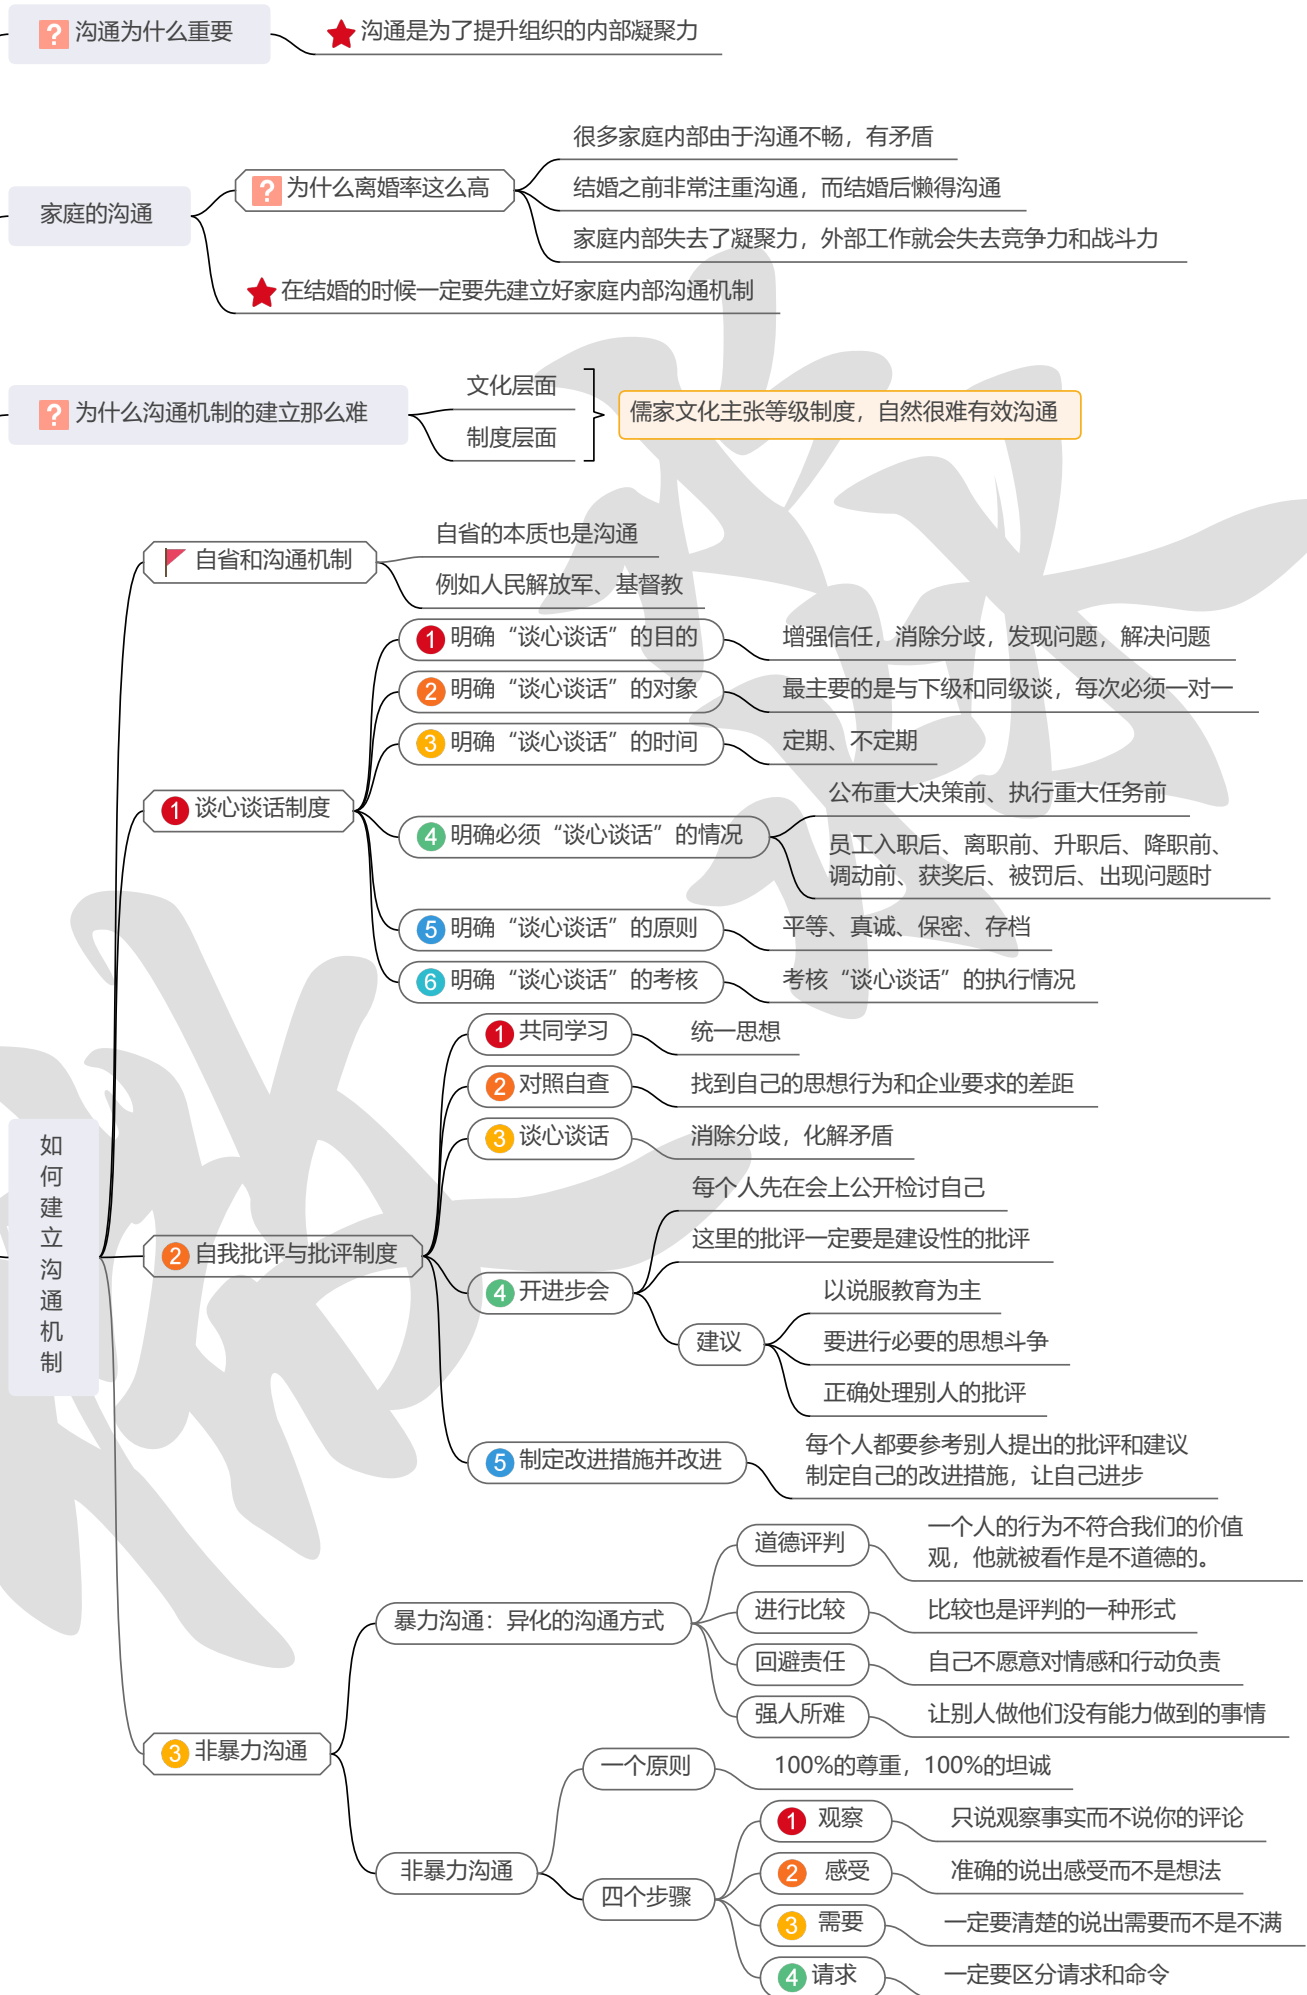 沟通为什么重要
沟通是为了提升组织的内部凝聚力
家庭的沟通
为什么离婚率这么高
很多家庭内部由于沟通不畅，有矛盾
结婚之前非常注重沟通，而结婚后懒得沟通
家庭内部失去了凝聚力，外部工作就会失去竞争力和战斗力
在结婚的时候一定要先建立好家庭内部沟通机制
为什么沟通机制的建立那么难
文化层面
制度层面
儒家文化主张等级制度，自然很难有效沟通
如何建立沟通机制
自省和沟通机制
自省的本质也是沟通
例如人民解放军、基督教
1 谈心谈话制度
1 明确“谈心谈话”的目的
增强信任，消除分歧，发现问题，解决问题
2 明确“谈心谈话”的对象
最主要的是与下级和同级谈，每次必须一对一
3 明确“谈心谈话”的时间
定期、不定期
4 明确必须“谈心谈话”的情况
公布重大决策前、执行重大任务前
员工入职后、离职前、升职后、降职前、
调动前、获奖后、被罚后、出现问题时
5 明确“谈心谈话”的原则
平等、真诚、保密、存档
6 明确“谈心谈话”的考核
考核“谈心谈话”的执行情况
2 自我批评与批评制度
1 共同学习
统一思想
2 对照自查
找到自己的思想行为和企业要求的差距
3 谈心谈话
消除分歧，化解矛盾
4 开进步会
每个人先在会上公开检讨自己
这里的批评一定要是建设性的批评
建议
以说服教育为主
要进行必要的思想斗争
正确处理别人的批评
5 制定改进措施并改进
每个人都要参考别人提出的批评和建议
制定自己的改进措施，让自己进步
3 非暴力沟通
暴力沟通：异化的沟通方式
道德评判
一个人的行为不符合我们的价值
观，他就被看作是不道德的。
进行比较
比较也是评判的一种形式
回避责任
自己不愿意对情感和行动负责
强人所难
让别人做他们没有能力做到的事情
非暴力沟通
一个原则
100%的尊重，100%的坦诚
四个步骤
1 观察
只说观察事实而不说你的评论
2 感受
准确的说出感受而不是想法
3 需要
一定要清楚的说出需要而不是不满
4 请求
一定要区分请求和命令